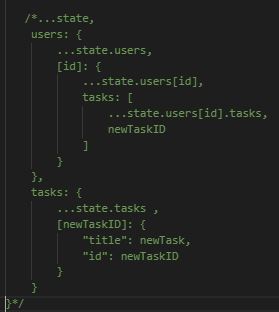 /*...state,
users: {
...state.users,
[id]: {
...state.users[id],
tasks: [
...state.users[id].tasks,
newTaskID
]
}
},
tasks: {
...state.tasks ,
[newTaskID]: {
"title": newTask,
"id": newTaskID
}
}
}*/